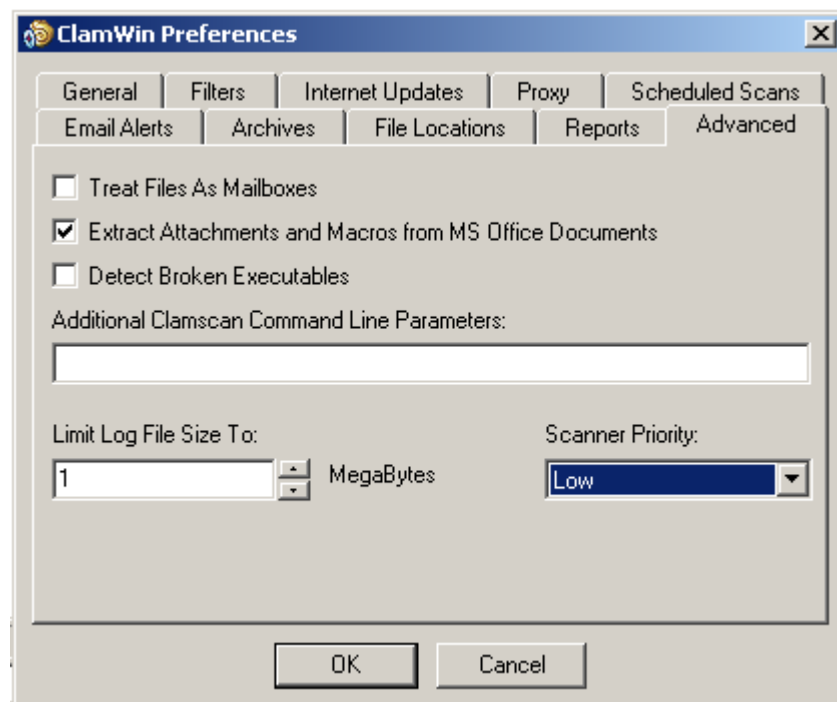 ClamWin Preferences
General Filters Internet Updates Proxy Scheduled Scans
Email Alerts Archives File Locations Reports Advanced
Treat Files As Mailboxes
Extract Attachments and Macros from MS Office Documents
Detect Broken Executables
Additional Clamscan Command Line Parameters:
Limit Log File Size To: Scanner Priority:
1 MegaBytes Low
OK Cancel